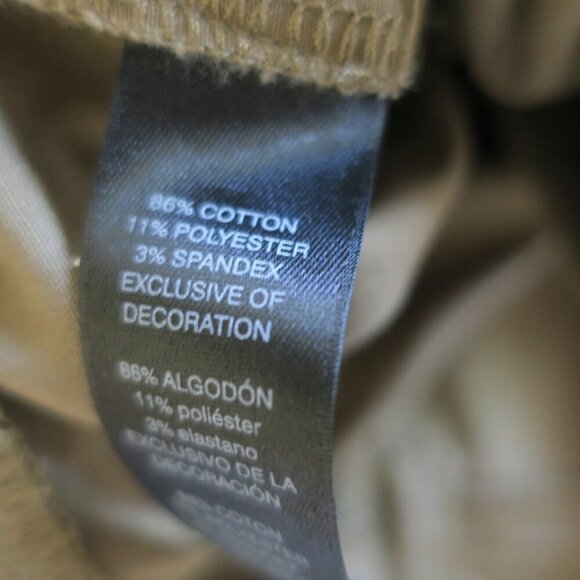 86% COTTON
11% POLYESTER
3% SPANDEX
EXCLUSIVE OF
DECORATION
86% ALGODÓN
11% poliéster
3% elastano
EXCLUSIVO DE LA
DECORACIÓN
COTTON